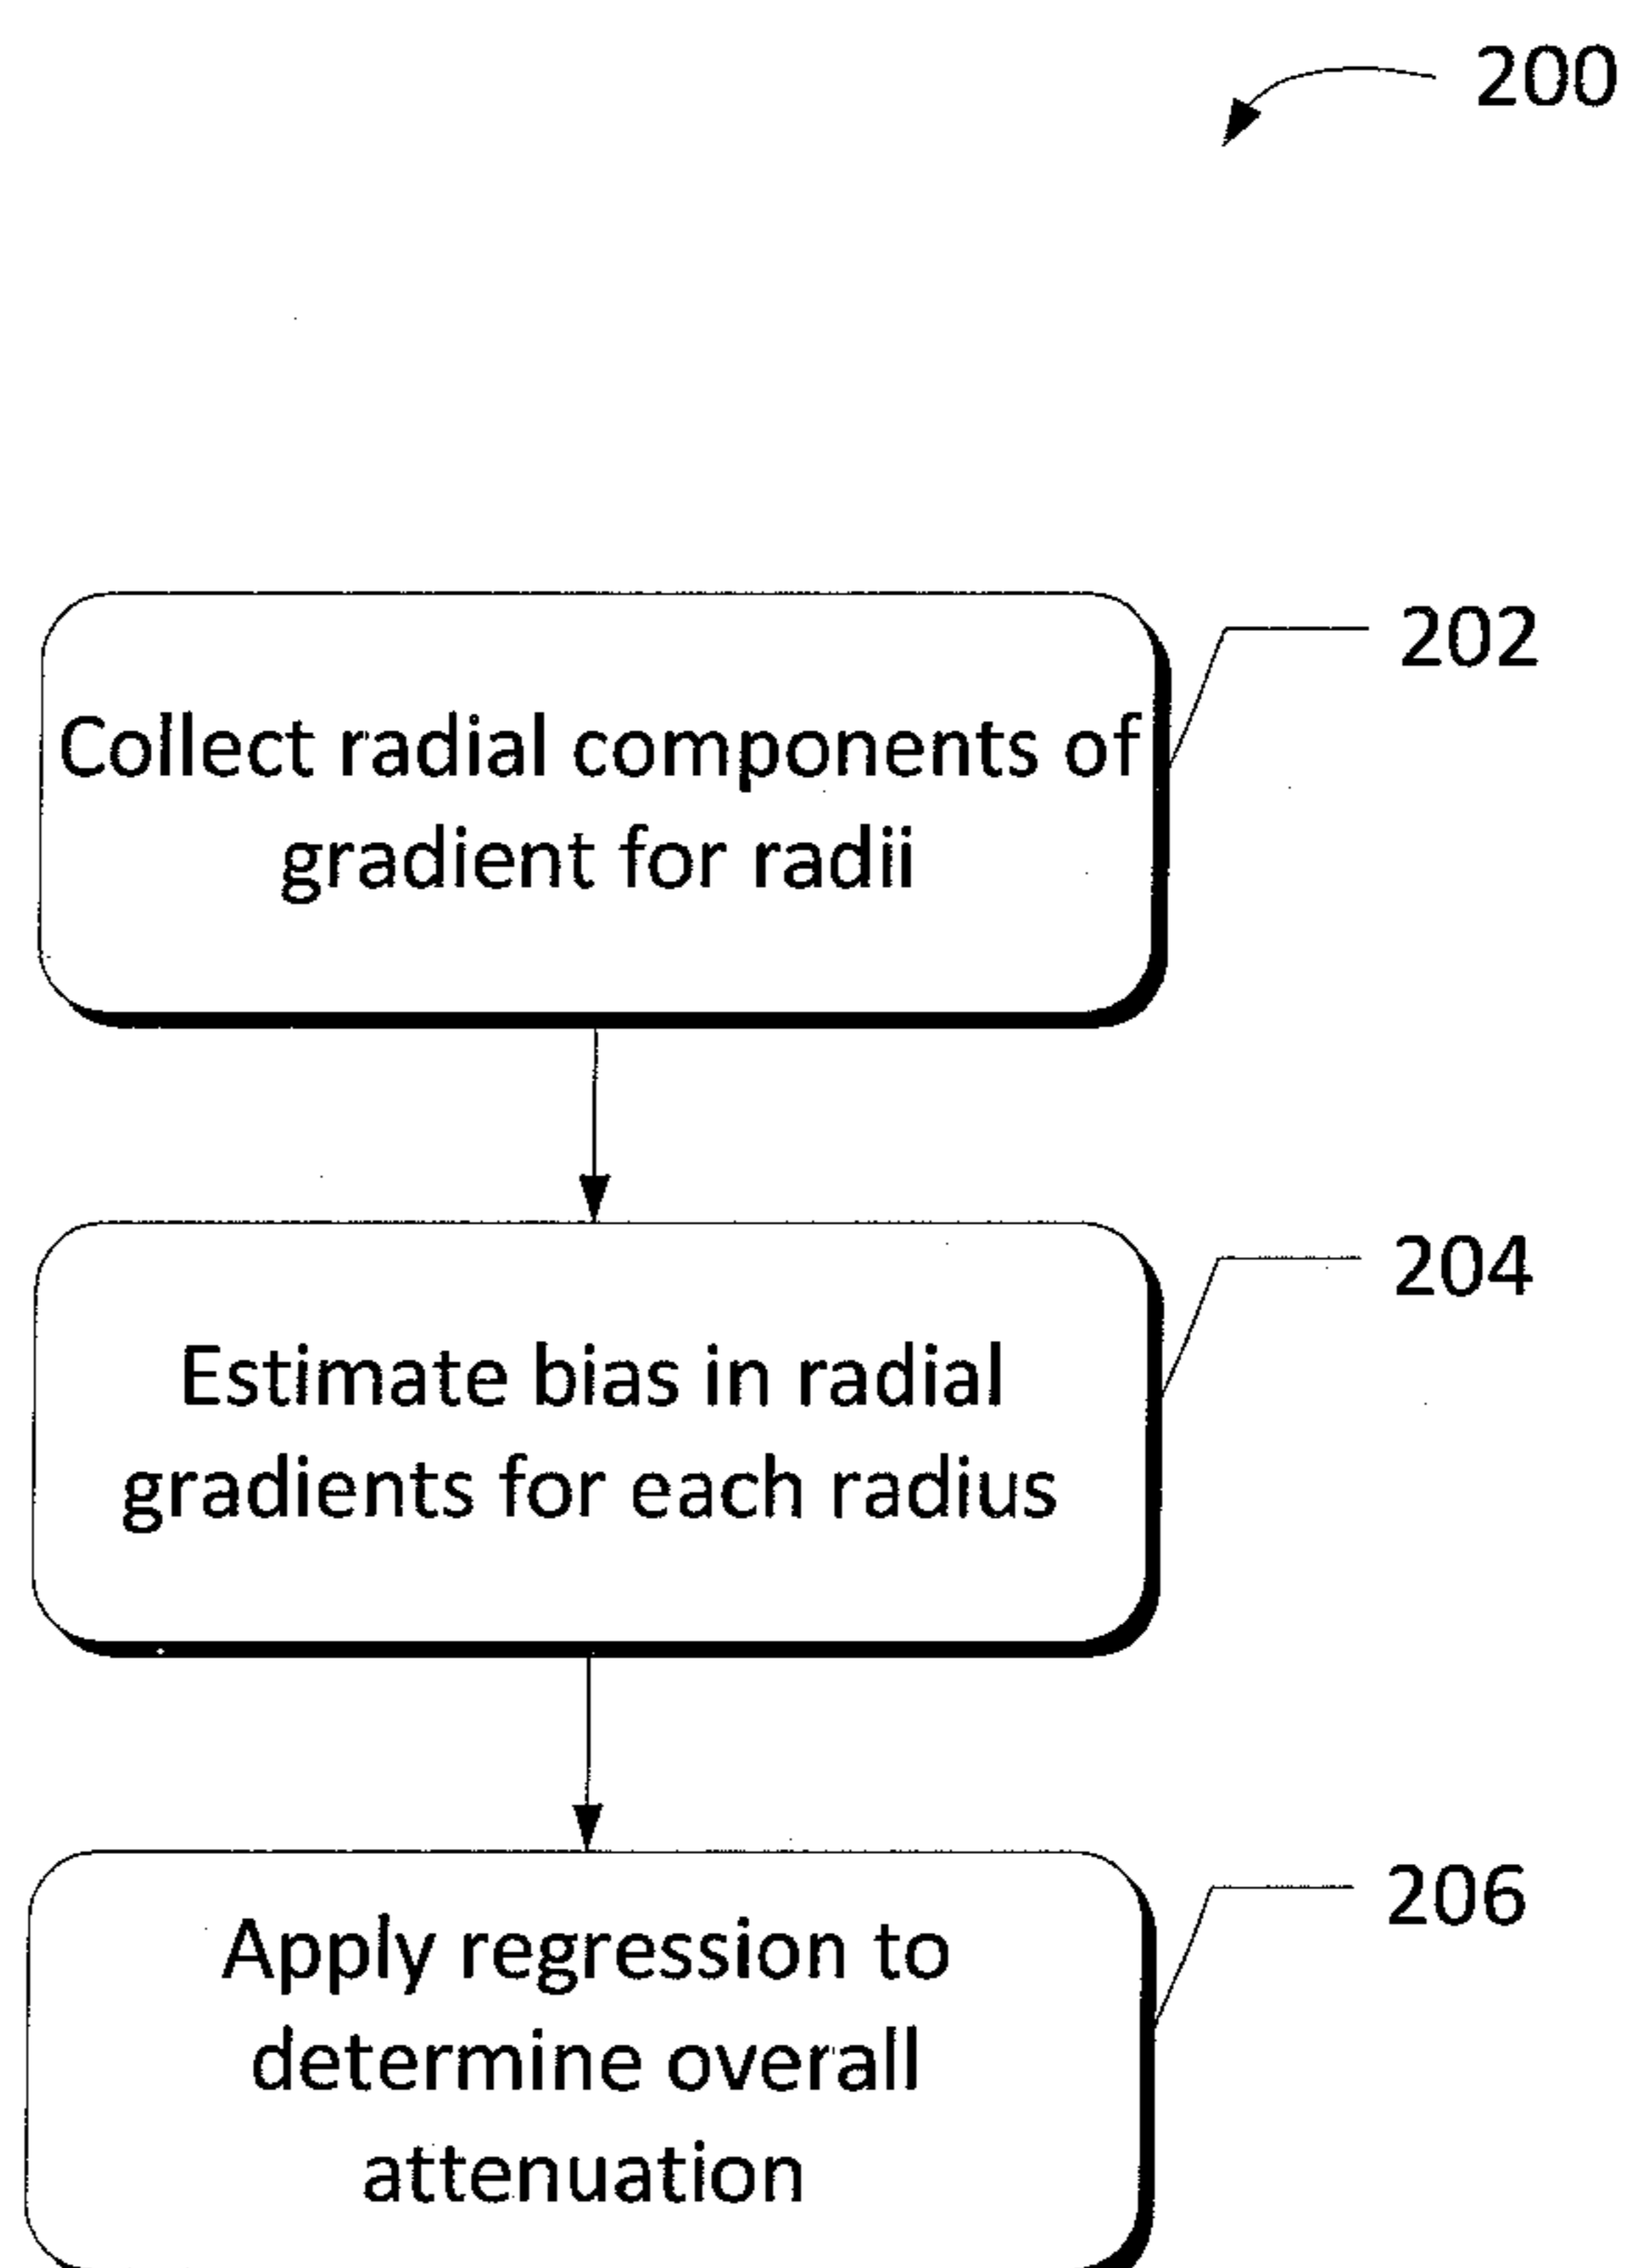 200
202
Collect radial components of
gradient for radii
204
Estimate bias in radial
gradients for each radius
206
Apply regression to
determine overall
attenuation